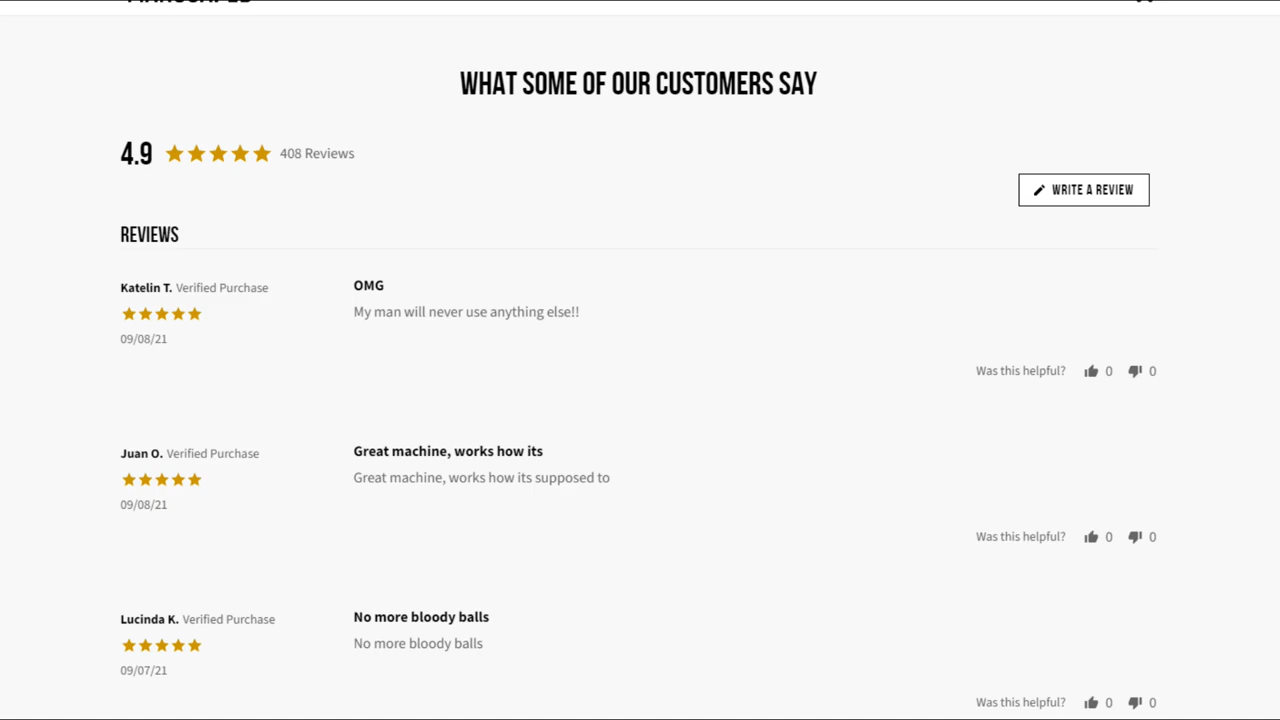 WHAT SOME OF OUR CUSTOMERS SAY
4.9 408 Reviews
WRITE A REVIEW
REVIEWS
Katelin T. Verified Purchase
09/08/21
OMG
My man will never use anything else!!
Was this helpful? 0 0
Juan O. Verified Purchase
09/08/21
Great machine, works how its
Great machine, works how its supposed to
Was this helpful? 0 0
Lucinda K. Verified Purchase
09/07/21
No more bloody balls
No more bloody balls
Was this helpful? 0 0